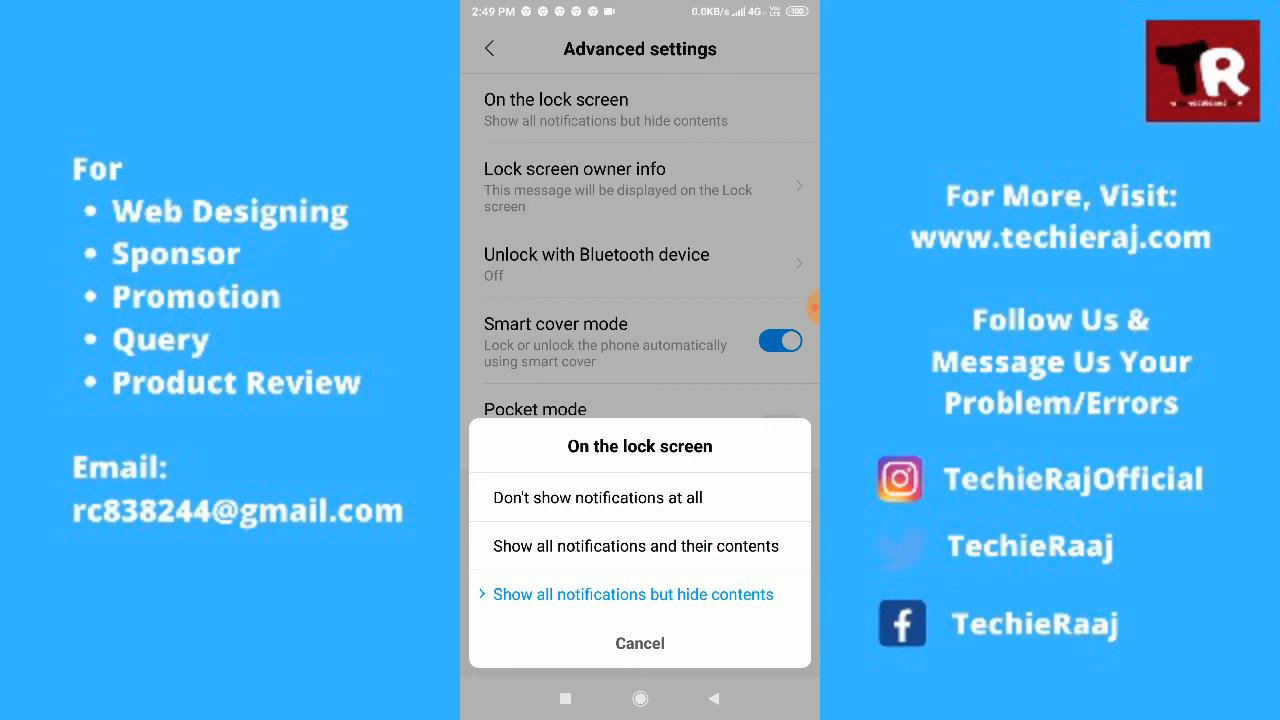 For
• Web Designing
• Sponsor
• Promotion
• Query
• Product Review
Email:
rc838244@gmail.com
2:49 PM
0.0KB/s 4G Vo LTE 100
Advanced settings
On the lock screen
Show all notifications but hide contents
Lock screen owner info
This message will be displayed on the Lock
screen
Unlock with Bluetooth device
Off
Smart cover mode
Lock or unlock the phone automatically
using smart cover
Pocket mode
On the lock screen
Don't show notifications at all
Show all notifications and their contents
Show all notifications but hide contents
Cancel
TR
For More, Visit:
www.techieraj.com
Follow Us &
Message Us Your
Problem/Errors
TechieRajOfficial
TechieRaaj
TechieRaaj